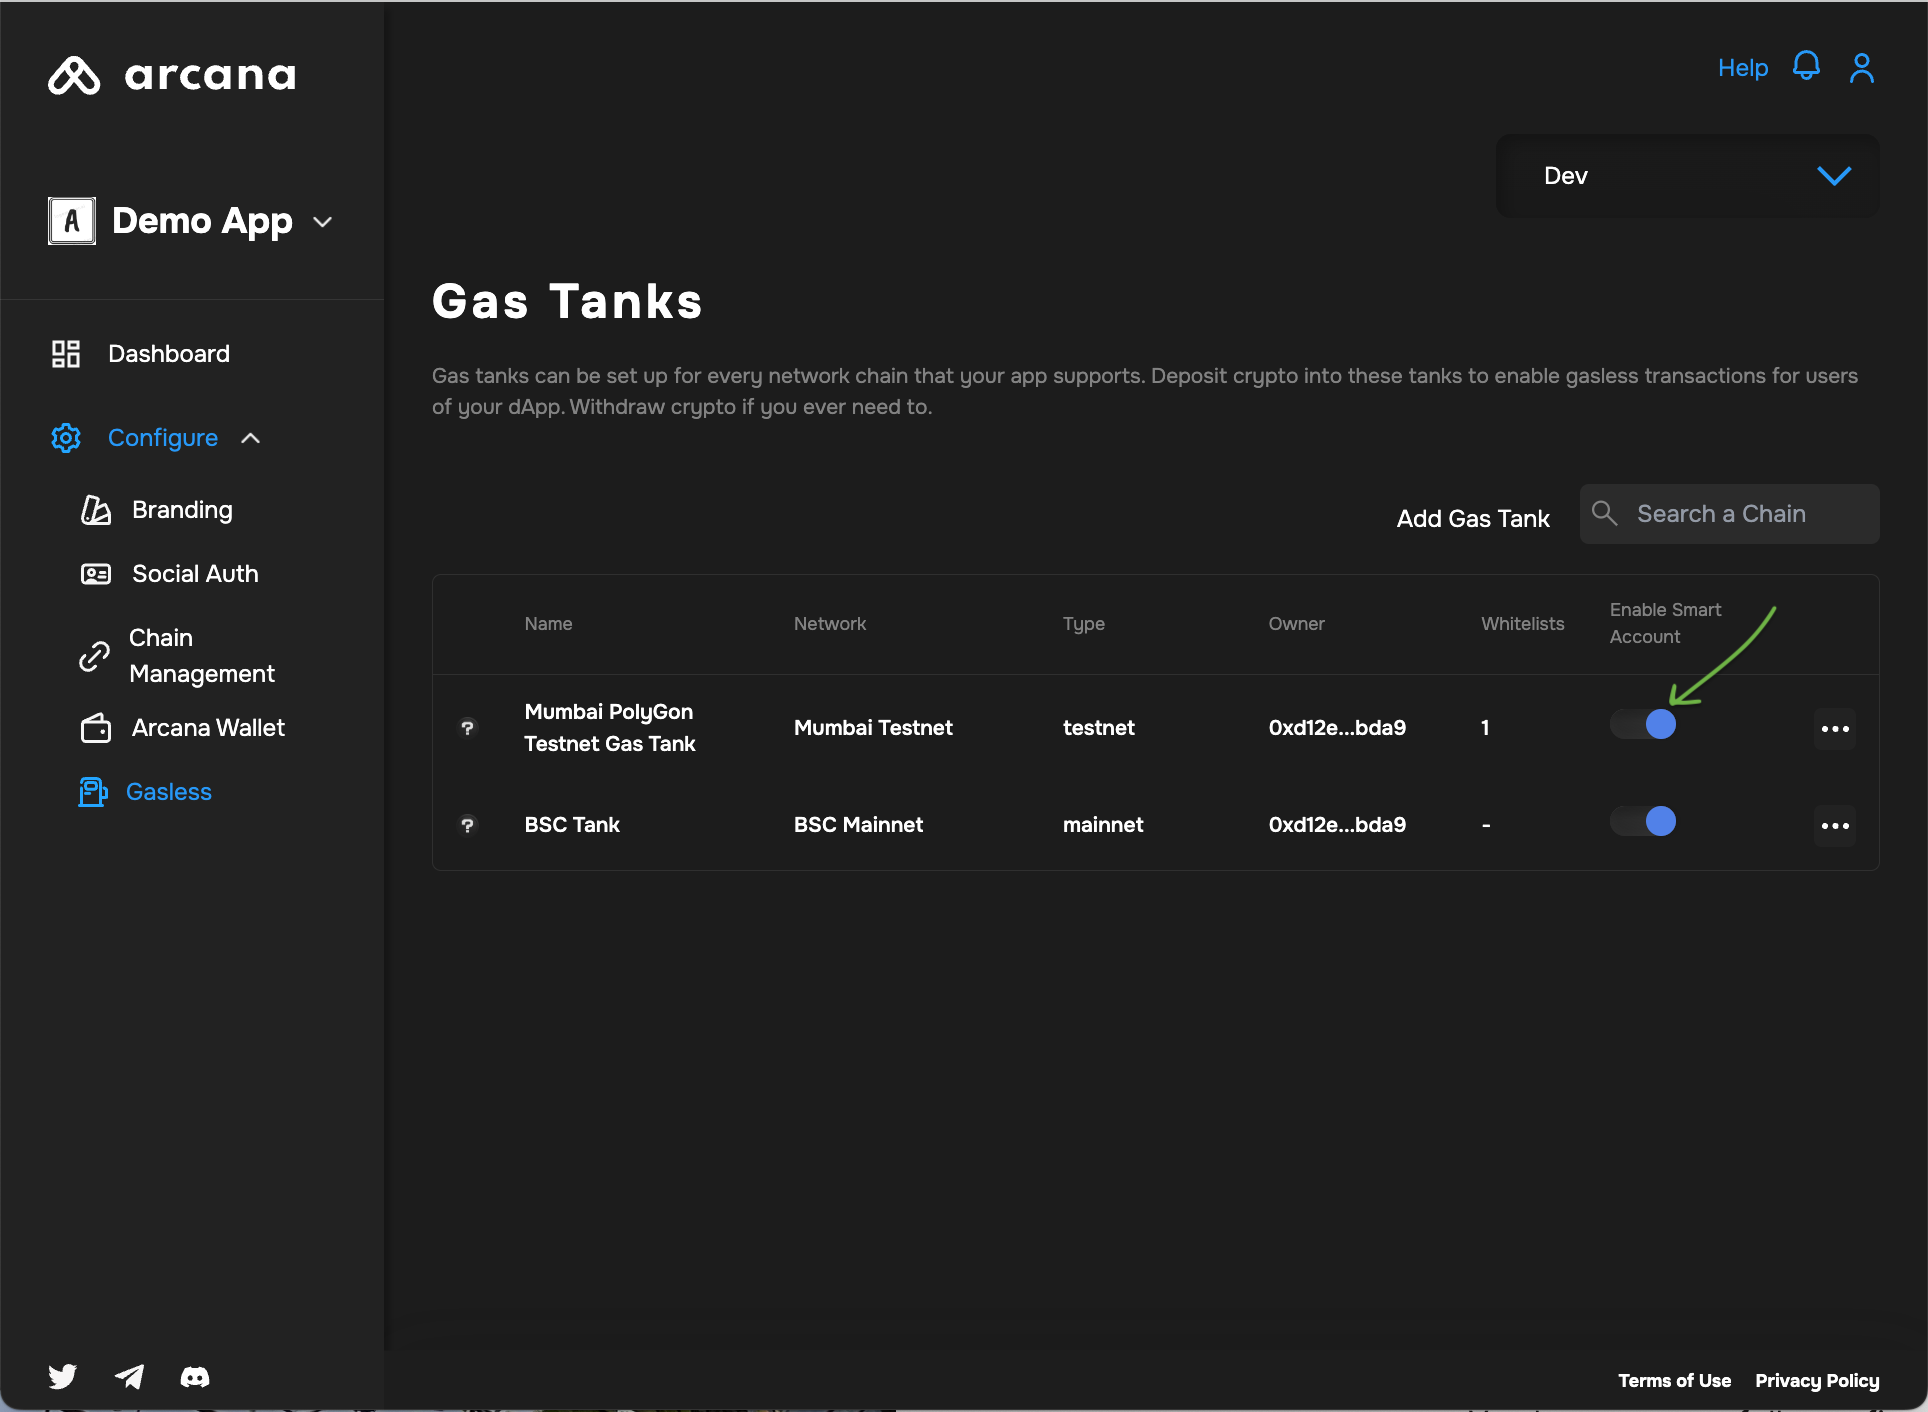 arcana
Help
Dev
A Demo App
Gas Tanks
Dashboard
Gas tanks can be set up for every network chain that your app supports. Deposit crypto into these tanks to enable gasless transactions for users
of your dApp. Withdraw crypto if you ever need to.
Configure
Branding
Social Auth
Chain
Management
Arcana Wallet
Gasless
Add Gas Tank
Search a Chain
Name Network Type Owner Whitelists Enable Smart
Account
? Mumbai PolyGon
Testnet Gas Tank Mumbai Testnet testnet 0xd12e...bda9 1
? BSC Tank BSC Mainnet mainnet 0xd12e...bda9 -
Terms of Use Privacy Policy